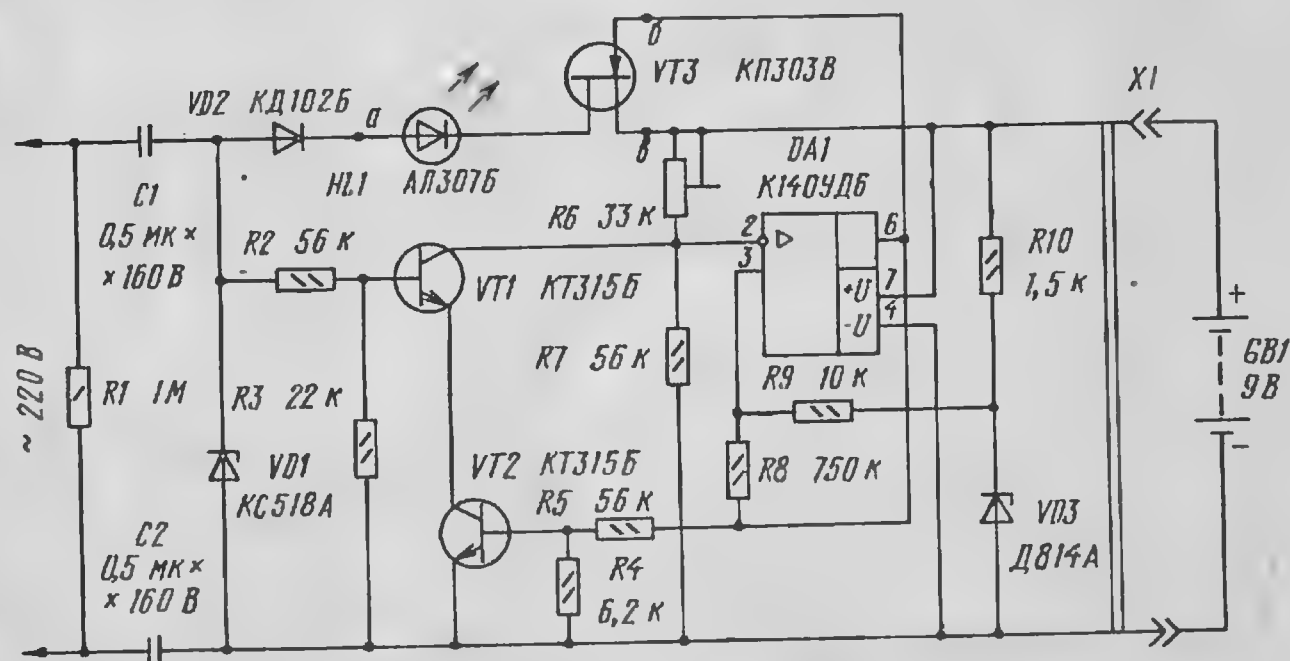 б
VT3 КП303В
X1
VD2 КД102Б
а
в
DA1
К140УД6
C1
0,5 мк ×
× 160 В
HL1 АЛ307Б
R6 33 к
2
6
3
R2 56 к
+U
7
-U
4
R10
1,5 к
VT1 КТ315Б
+
GB1
9 В
-
~ 220 В
R1 1М
R3 22 к
R7 56 к
R9 10 к
VD1
КС518А
VT2 КТ315Б
R8 750 к
R5 56 к
VD3
Д814А
C2
0,5 мк ×
× 160 В
R4
6,2 к